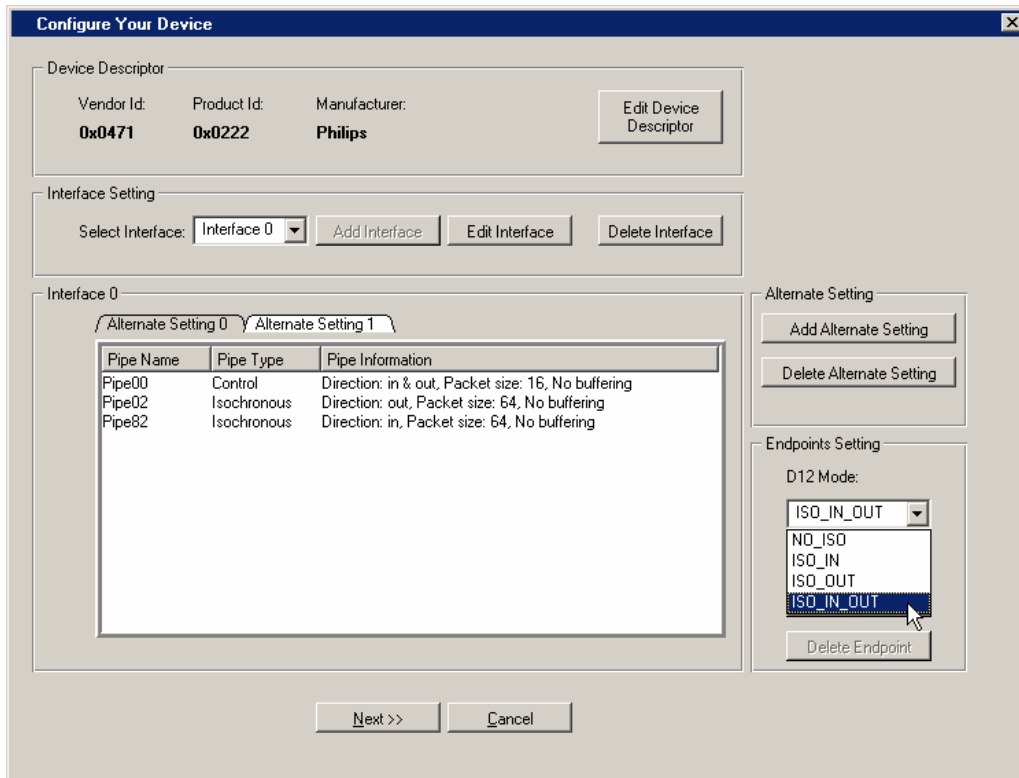 Configure Your Device
Device Descriptor
Vendor Id: Product Id: Manufacturer:
0x0471 0x0222 Philips
Edit Device
Descriptor
Interface Setting
Select Interface: Interface 0 Add Interface Edit Interface Delete Interface
Interface 0
Alternate Setting 0 Alternate Setting 1
Pipe Name Pipe Type Pipe Information
Pipe00 Control Direction: in & out, Packet size: 16, No buffering
Pipe02 Isochronous Direction: out, Packet size: 64, No buffering
Pipe82 Isochronous Direction: in, Packet size: 64, No buffering
Alternate Setting
Add Alternate Setting
Delete Alternate Setting
Endpoints Setting
D12 Mode:
ISO_IN_OUT
NO_ISO
ISO_IN
ISO_OUT
ISO_IN_OUT
Delete Endpoint
Next >> Cancel